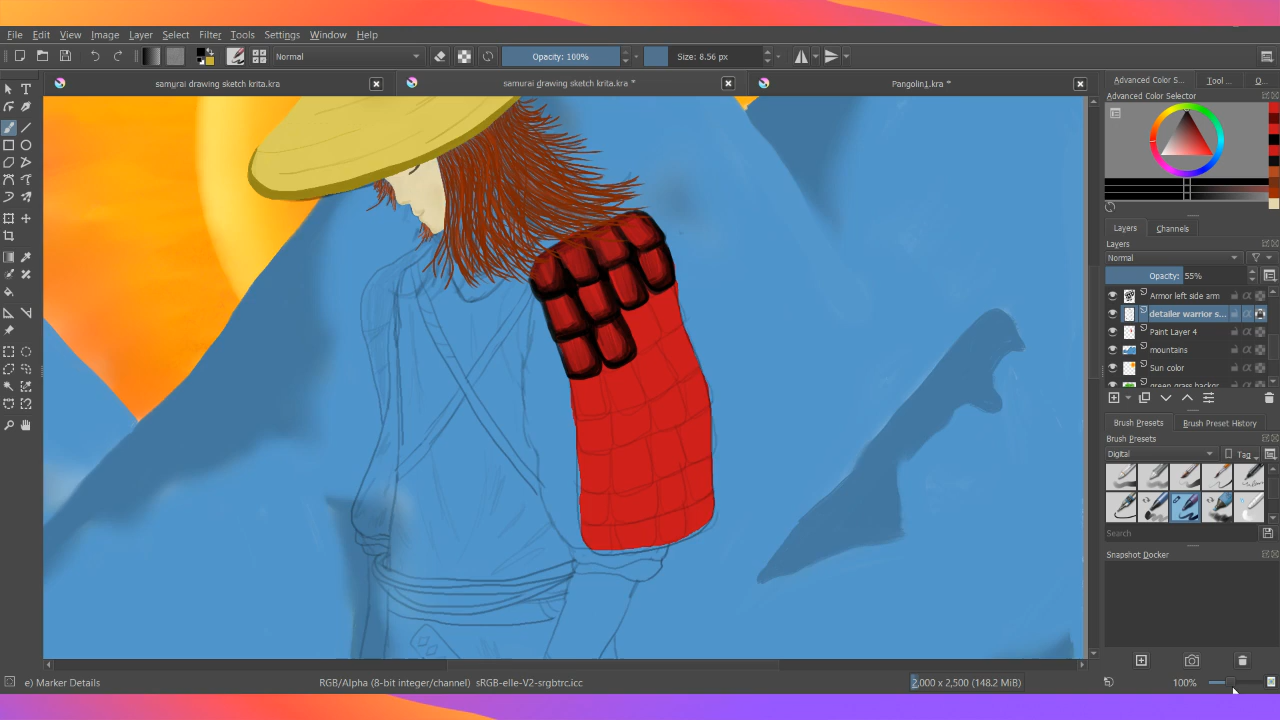 File Edit View Image Layer Select Filter Tools Settings Window Help
Normal Opacity: 100% Size: 8.56 px
samurai drawing sketch krita.kra samurai drawing sketch krita.kra * Pangolin1.kra *
Advanced Color S... Tool ... O...
Advanced Color Selector
Layers Channels
Layers
Normal
Opacity: 55%
Armor left side arm
detailer warrior s...
Paint Layer 4
mountains
Sun color
green grass backgr
Brush Presets Brush Preset History
Brush Presets
Digital Tag
Search
Snapshot Docker
e) Marker Details RGB/Alpha (8-bit integer/channel) sRGB-elle-V2-srgbtrc.icc 2,000 x 2,500 (148.2 MiB) 100%